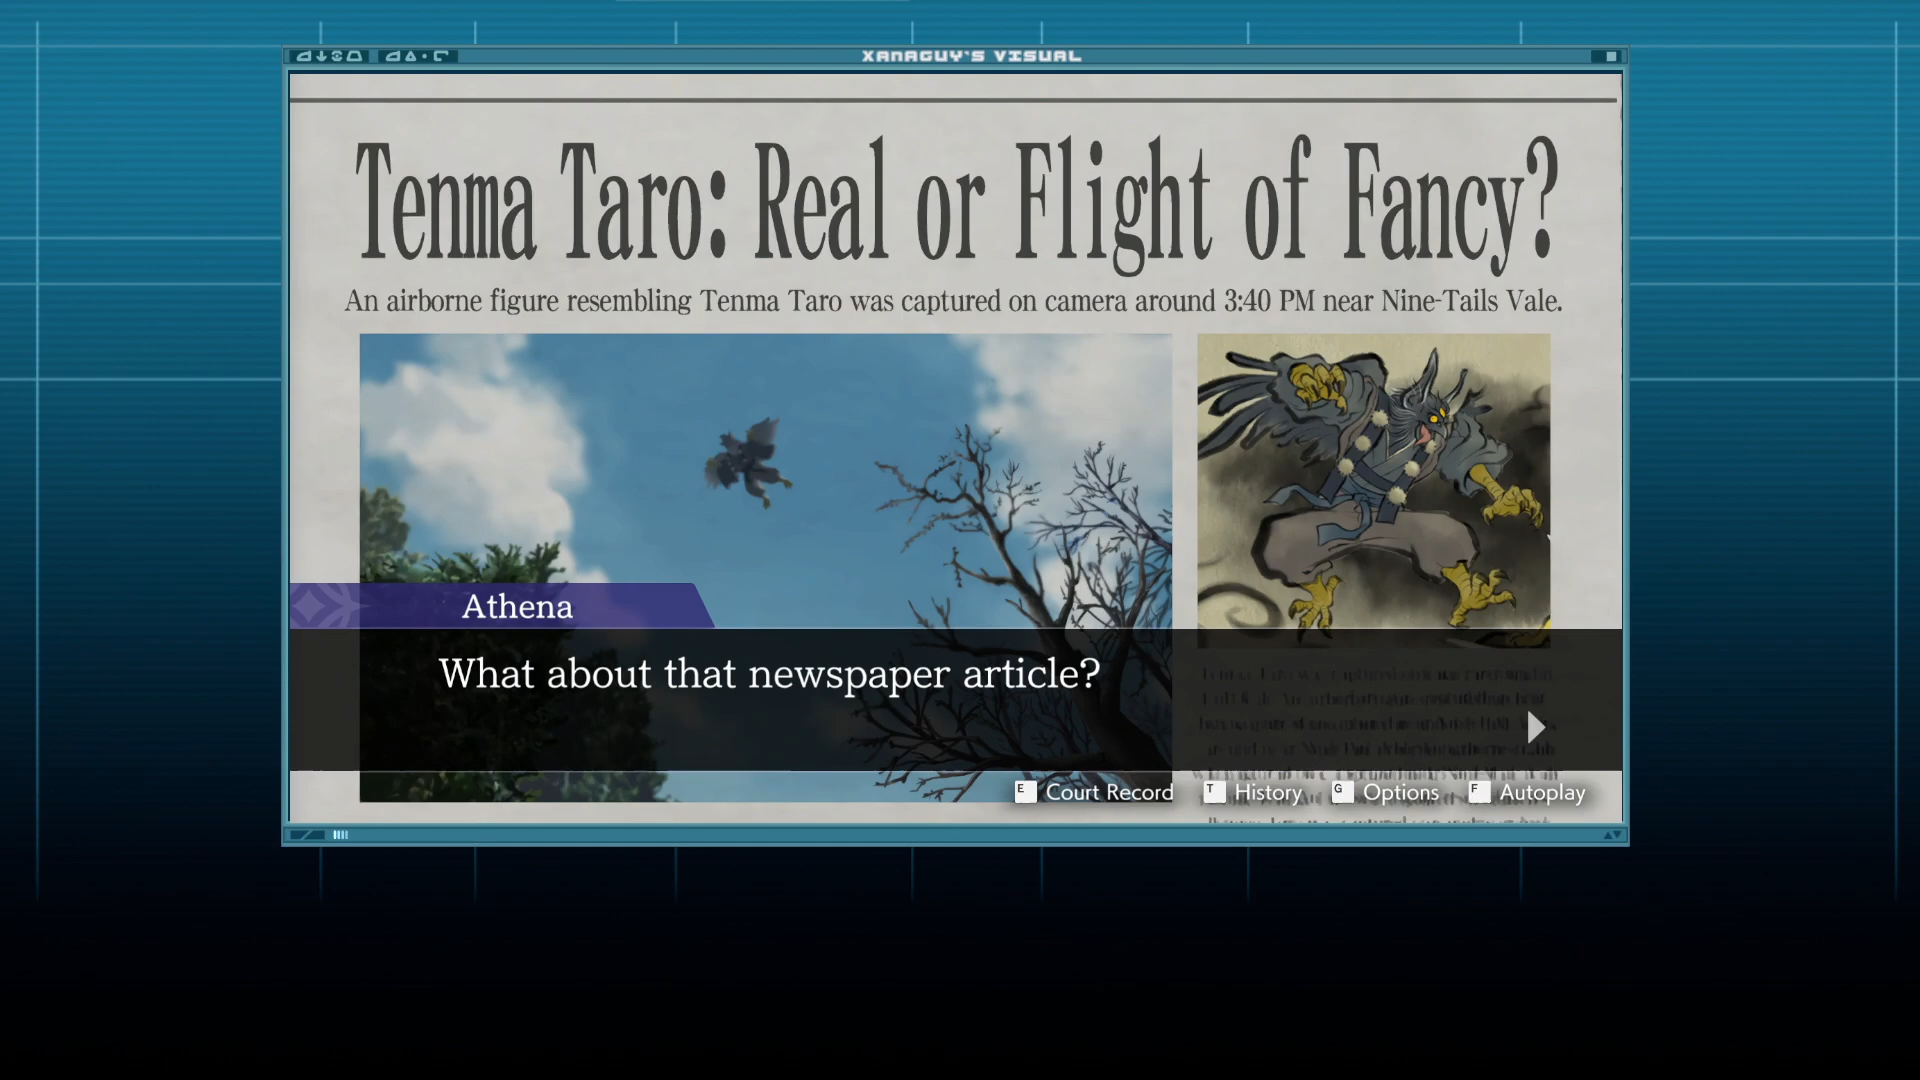 XANAGUY'S VISUAL
Tenma Taro: Real or Flight of Fancy?
An airborne figure resembling Tenma Taro was captured on camera around 3:40 PM near Nine-Tails Vale.
Athena
What about that newspaper article?
E Court Record T History G Options F Autoplay